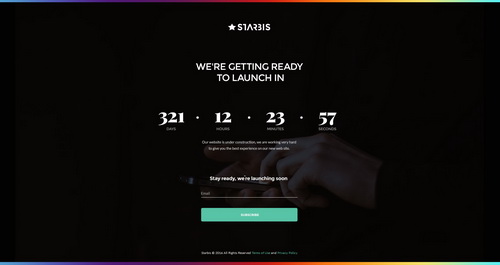 STARBIS
WE'RE GETTING READY
TO LAUNCH IN
321 • 12 • 23 • 57
DAYS HOURS MINUTES SECONDS
Our website is under construction, we are working very hard
to give you the best experience on our new web site.
Stay ready, we're launching soon
Email
SUBSCRIBE
Starbis © 2016 All Rights Reserved Terms of Use and Privacy Policy